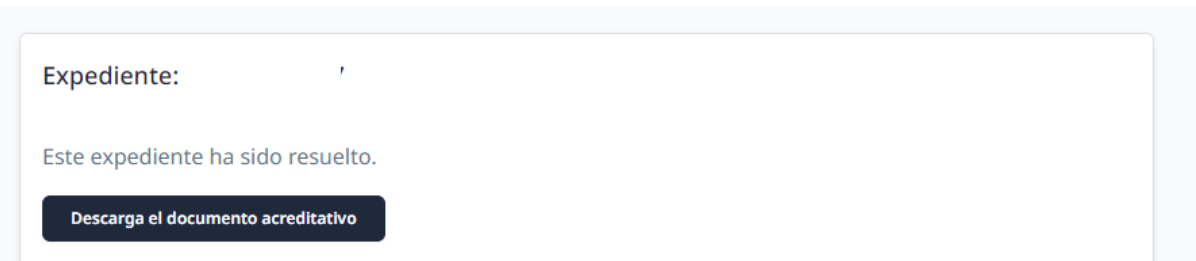 Expediente:
Este expediente ha sido resuelto.
Descarga el documento acreditativo